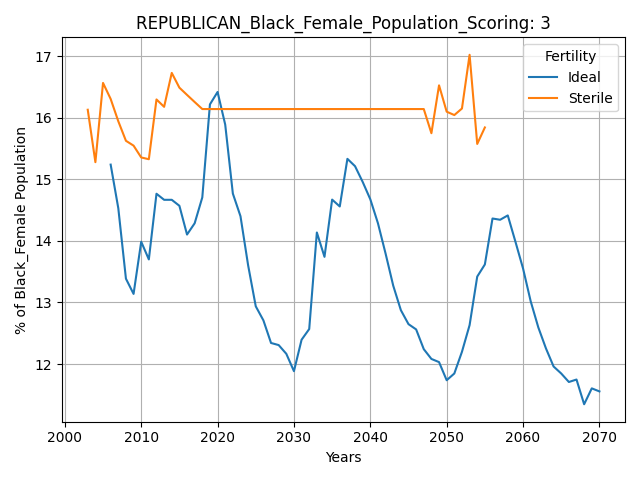 REPUBLICAN_Black_Female_Population_Scoring: 3
Fertility
Ideal
Sterile
% of Black_Female Population
17
16
15
14
13
12
2000 2010 2020 2030 2040 2050 2060 2070
Years